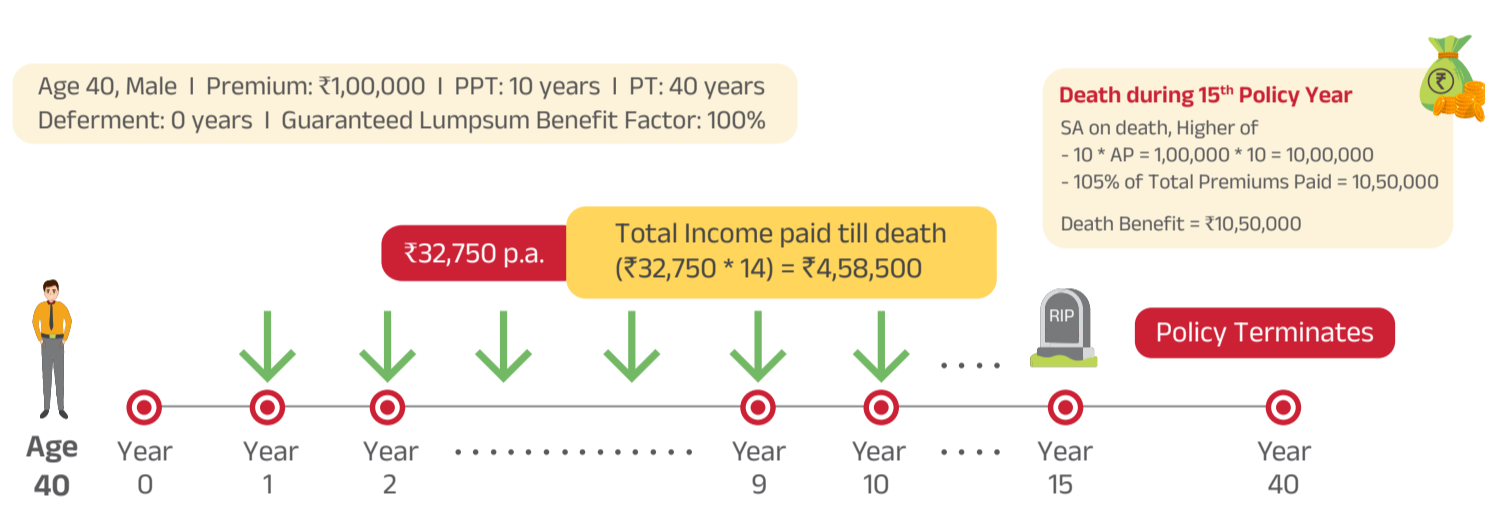 Age 40, Male I Premium: ₹1,00,000 I PPT: 10 years I PT: 40 years
Deferment: 0 years I Guaranteed Lumpsum Benefit Factor: 100%
₹
Death during 15th Policy Year
SA on death, Higher of
- 10 * AP = 1,00,000 * 10 = 10,00,000
- 105% of Total Premiums Paid = 10,50,000
Death Benefit = ₹10,50,000
₹32,750 p.a.
Total Income paid till death
(₹32,750 * 14) = ₹4,58,500
RIP
Policy Terminates
Age
40
Year
0
Year
1
Year
2
Year
9
Year
10
Year
15
Year
40